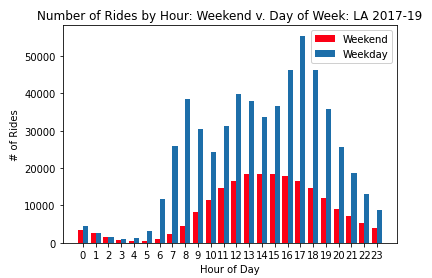 Number of Rides by Hour: Weekend v. Day of Week: LA 2017-19
Weekend
Weekday
# of Rides
50000
40000
30000
20000
10000
0
0 1 2 3 4 5 6 7 8 9 10 11 12 13 14 15 16 17 18 19 20 21 22 23
Hour of Day